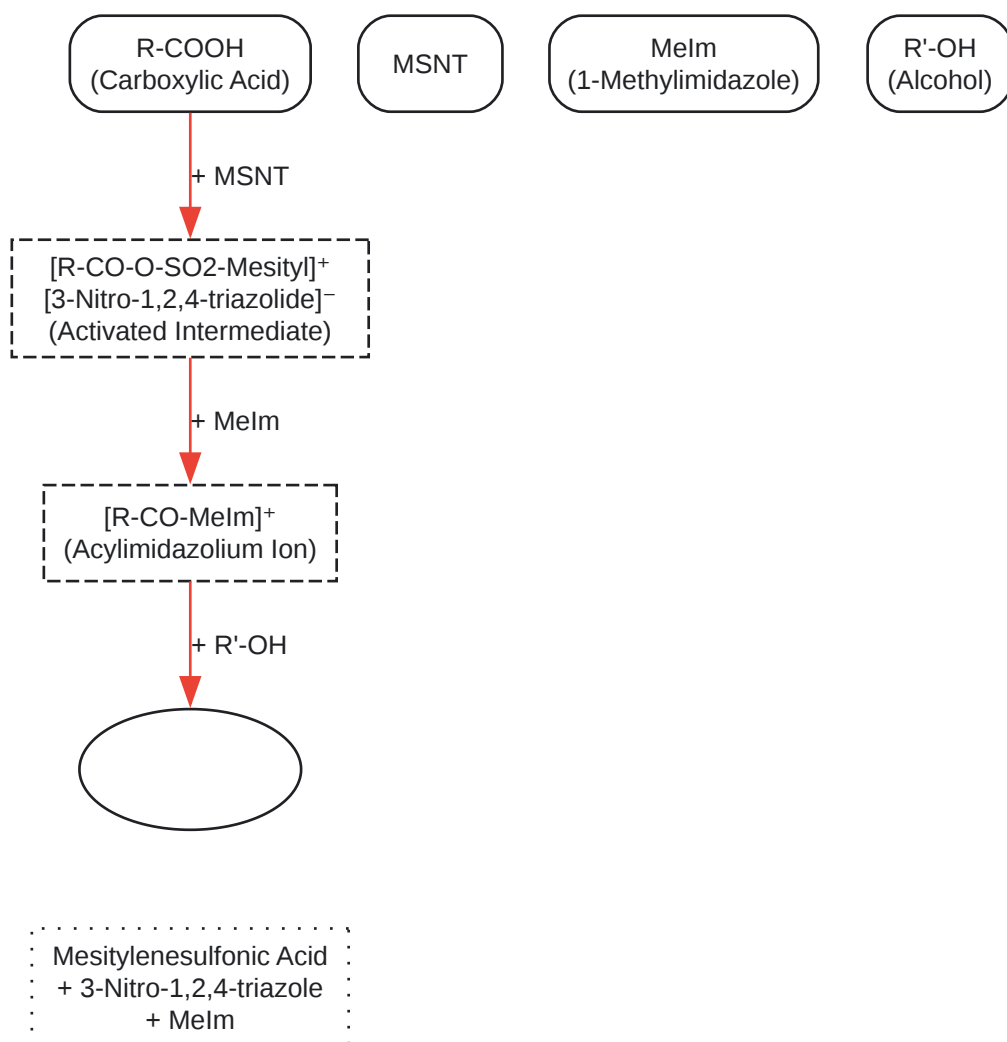 R-COOH
(Carboxylic Acid)
MSNT
MeIm
(1-Methylimidazole)
R'-OH
(Alcohol)
+ MSNT
[R-CO-O-SO2-Mesityl]⁺
[3-Nitro-1,2,4-triazolide]⁻
(Activated Intermediate)
+ MeIm
[R-CO-MeIm]⁺
(Acylimidazolium Ion)
+ R'-OH
Mesitylenesulfonic Acid
+ 3-Nitro-1,2,4-triazole
+ MeIm